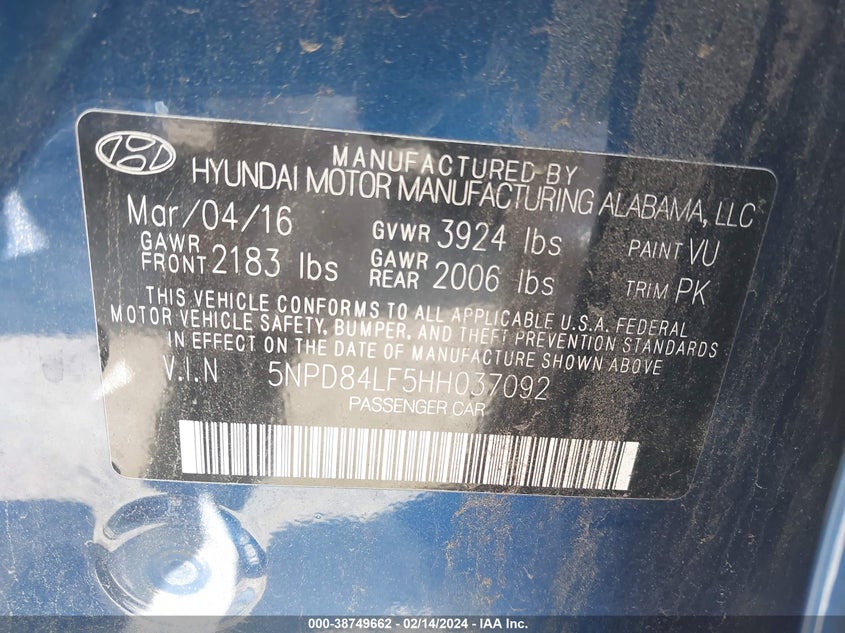 MANUFACTURED BY
HYUNDAI MOTOR MANUFACTURING ALABAMA, LLC
Mar/04/16 GVWR 3924 lbs PAINT VU
GAWR FRONT 2183 lbs GAWR REAR 2006 lbs TRIM PK
THIS VEHICLE CONFORMS TO ALL APPLICABLE U.S.A. FEDERAL
MOTOR VEHICLE SAFETY, BUMPER, AND THEFT PREVENTION STANDARDS
IN EFFECT ON THE DATE OF MANUFACTURE SHOWN ABOVE
V.I.N 5NPD84LF5HH037092
PASSENGER CAR
000-38749662 - 02/14/2024 - IAA Inc.